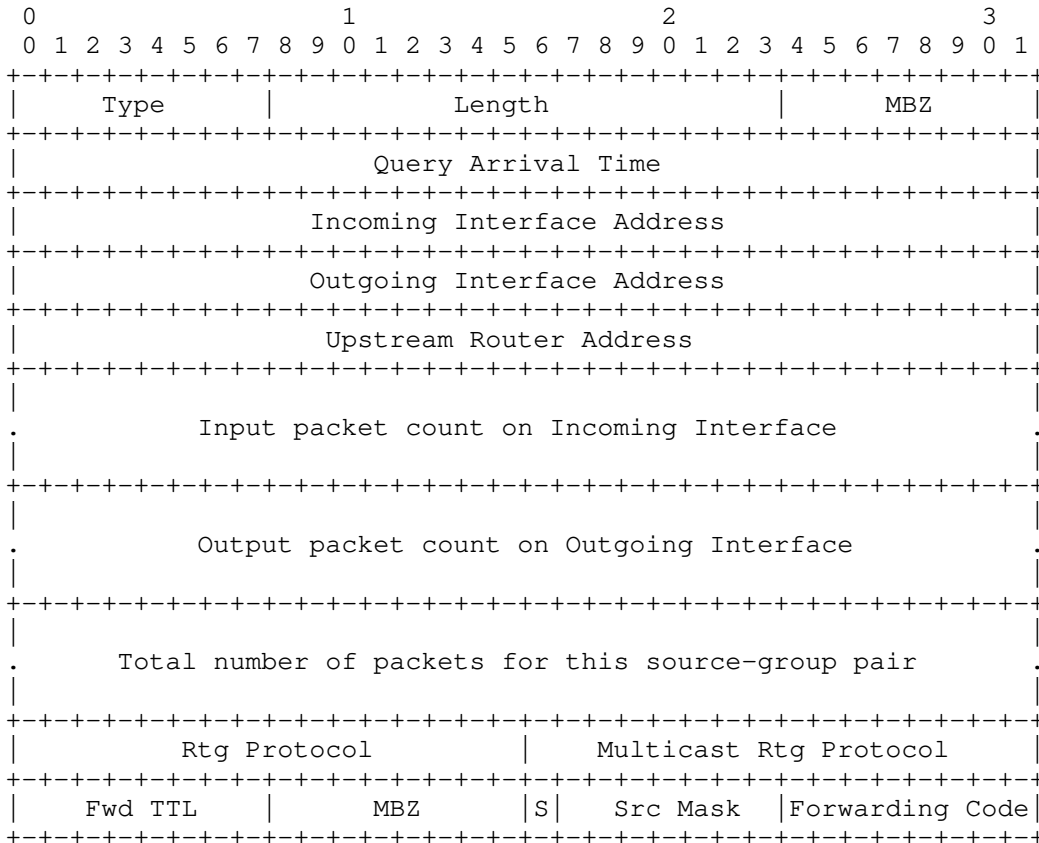 0                   1                   2                   3
 0 1 2 3 4 5 6 7 8 9 0 1 2 3 4 5 6 7 8 9 0 1 2 3 4 5 6 7 8 9 0 1
+-+-+-+-+-+-+-+-+-+-+-+-+-+-+-+-+-+-+-+-+-+-+-+-+-+-+-+-+-+-+-+-+
|     Type      |           Length              |      MBZ      |
+-+-+-+-+-+-+-+-+-+-+-+-+-+-+-+-+-+-+-+-+-+-+-+-+-+-+-+-+-+-+-+-+
|                      Query Arrival Time                       |
+-+-+-+-+-+-+-+-+-+-+-+-+-+-+-+-+-+-+-+-+-+-+-+-+-+-+-+-+-+-+-+-+
|                  Incoming Interface Address                   |
+-+-+-+-+-+-+-+-+-+-+-+-+-+-+-+-+-+-+-+-+-+-+-+-+-+-+-+-+-+-+-+-+
|                  Outgoing Interface Address                   |
+-+-+-+-+-+-+-+-+-+-+-+-+-+-+-+-+-+-+-+-+-+-+-+-+-+-+-+-+-+-+-+-+
|                   Upstream Router Address                     |
+-+-+-+-+-+-+-+-+-+-+-+-+-+-+-+-+-+-+-+-+-+-+-+-+-+-+-+-+-+-+-+-+
|                                                               |
.           Input packet count on Incoming Interface            .
|                                                               |
+-+-+-+-+-+-+-+-+-+-+-+-+-+-+-+-+-+-+-+-+-+-+-+-+-+-+-+-+-+-+-+-+
|                                                               |
.           Output packet count on Outgoing Interface           .
|                                                               |
+-+-+-+-+-+-+-+-+-+-+-+-+-+-+-+-+-+-+-+-+-+-+-+-+-+-+-+-+-+-+-+-+
|                                                               |
.      Total number of packets for this source-group pair       .
|                                                               |
+-+-+-+-+-+-+-+-+-+-+-+-+-+-+-+-+-+-+-+-+-+-+-+-+-+-+-+-+-+-+-+-+
|          Rtg Protocol         |    Multicast Rtg Protocol     |
+-+-+-+-+-+-+-+-+-+-+-+-+-+-+-+-+-+-+-+-+-+-+-+-+-+-+-+-+-+-+-+-+
|    Fwd TTL    |      MBZ      |S|   Src Mask  |Forwarding Code|
+-+-+-+-+-+-+-+-+-+-+-+-+-+-+-+-+-+-+-+-+-+-+-+-+-+-+-+-+-+-+-+-+